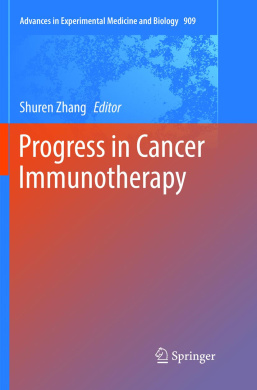 Advances in Experimental Medicine and Biology 909
Shuren Zhang Editor
Progress in Cancer
Immunotherapy
Springer